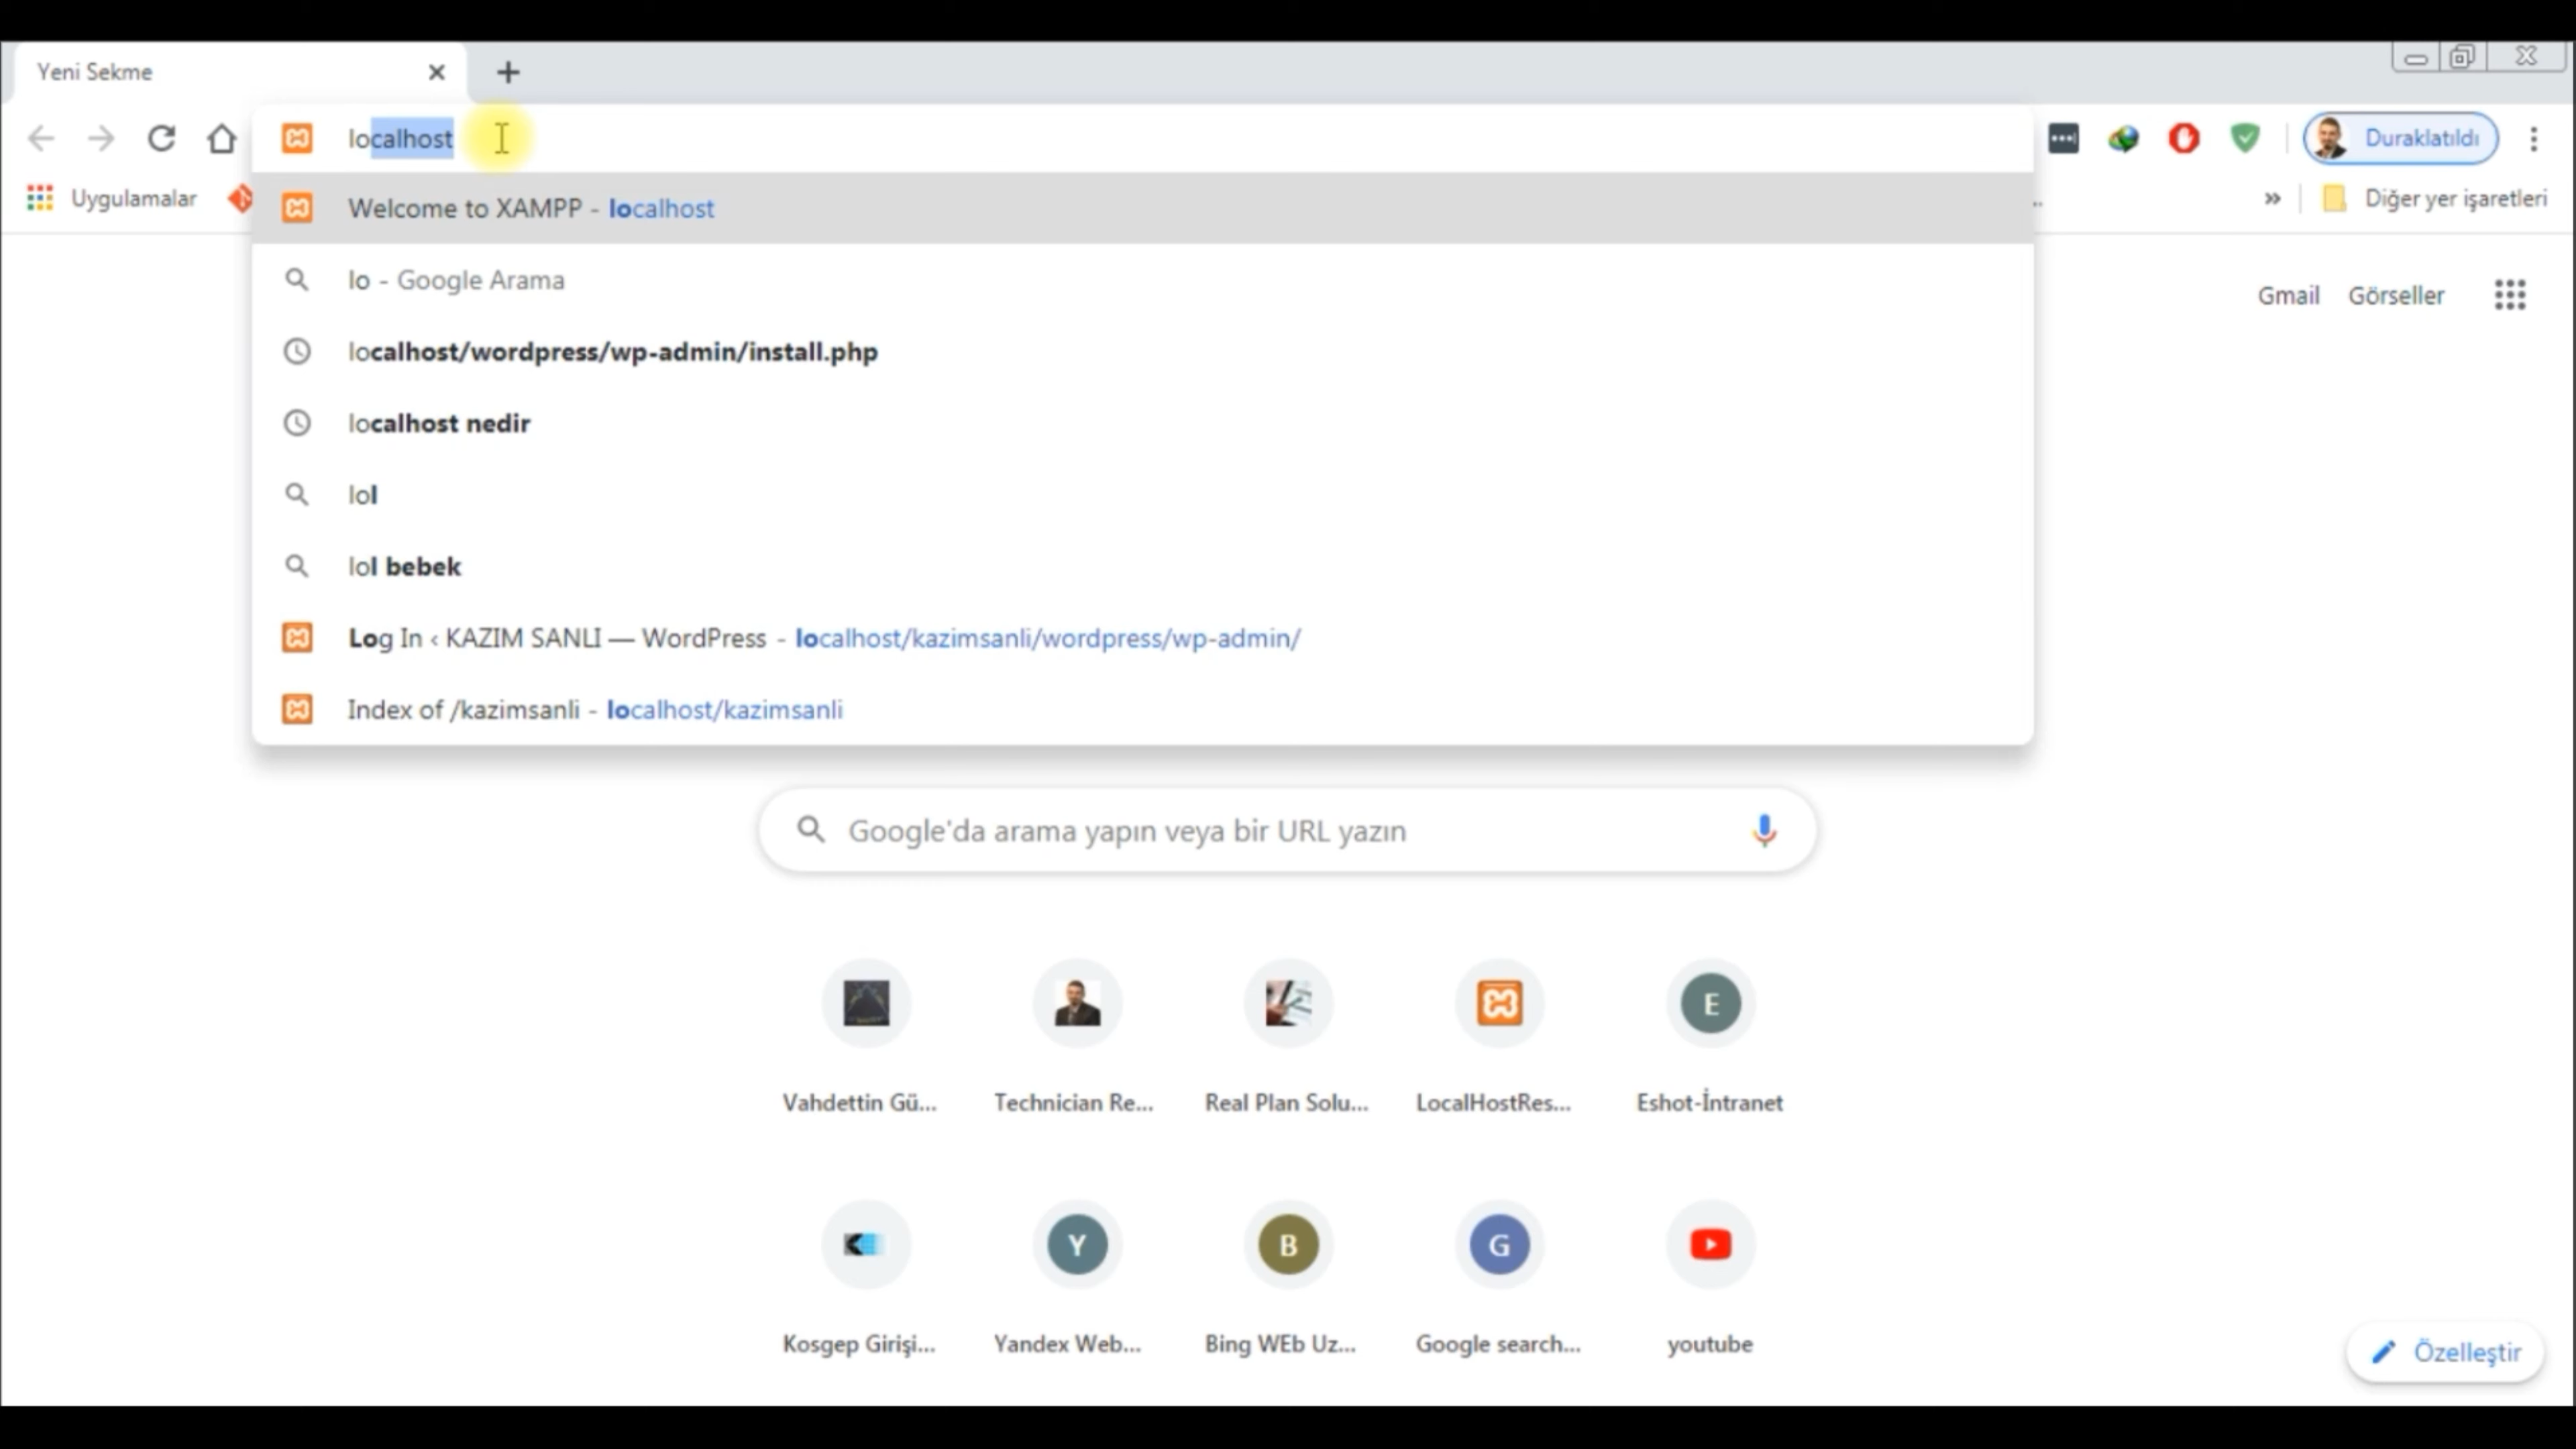 Yeni Sekme
localhost
Duraklatıldı
Uygulamalar
Diğer yer işaretleri
Welcome to XAMPP - localhost
lo - Google Arama
Gmail Görseller
localhost/wordpress/wp-admin/install.php
localhost nedir
lol
lol bebek
Log In ‹ KAZIM SANLI — WordPress - localhost/kazimsanli/wordpress/wp-admin/
Index of /kazimsanli - localhost/kazimsanli
Google'da arama yapın veya bir URL yazın
E
Vahdettin Gü... Technician Re... Real Plan Solu... LocalHostRes... Eshot-İntranet
Y B G
Kosgep Girişi... Yandex Web... Bing WEb Uz... Google search... youtube
Özelleştir